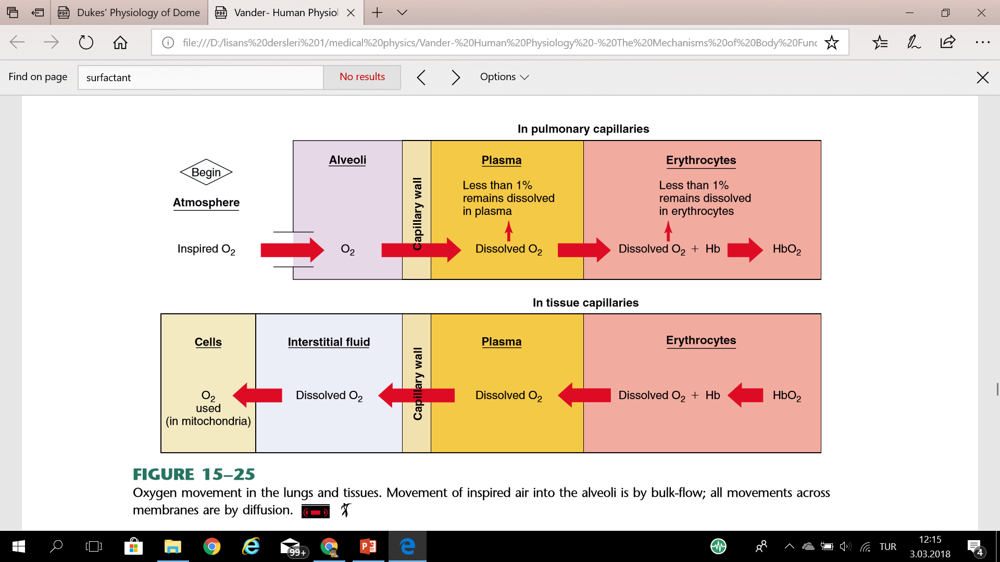 Dukes' Physiology of Dome
Vander- Human Physiol
file:///D:/lisans%20dersleri%201/medical%20physics/Vander-%20Human%20Physiology%20-%20The%20Mechanisms%20of%20Body%20Func
Find on page
surfactant
No results
Options
In pulmonary capillaries
Begin
Atmosphere
Inspired O2
Alveoli
O2
Capillary wall
Plasma
Less than 1%
remains dissolved
in plasma
Dissolved O2
Erythrocytes
Less than 1%
remains dissolved
in erythrocytes
Dissolved O2 + Hb
HbO2
In tissue capillaries
Cells
O2
used
(in mitochondria)
Interstitial fluid
Dissolved O2
Capillary wall
Plasma
Dissolved O2
Erythrocytes
Dissolved O2 + Hb
HbO2
FIGURE 15–25
Oxygen movement in the lungs and tissues. Movement of inspired air into the alveoli is by bulk-flow; all movements across
membranes are by diffusion.
99+
TUR
12:15
3.03.2018
4